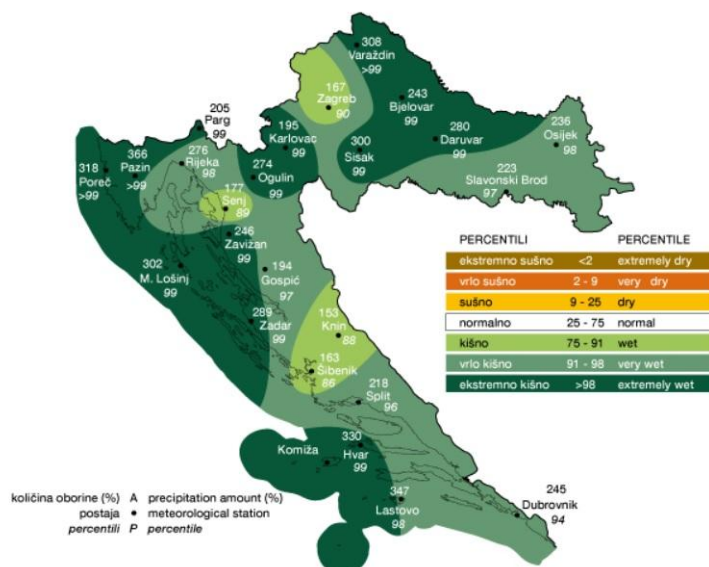 308
Varaždin
>99
167
Zagreb
90
243
Bjelovar
99
205
Parg
99
195
Karlovac
99
300
Sisak
99
280
Daruvar
99
236
Osijek
98
223
Slavonski Brod
97
318
Poreč
>99
366
Pazin
>99
276
Rijeka
98
274
Ogulin
99
177
Senj
89
246
Zavižan
99
302
M. Lošinj
99
194
Gospić
97
289
Zadar
99
153
Knin
88
163
Šibenik
86
218
Split
96
330
Hvar
99
Komiža
347
Lastovo
98
245
Dubrovnik
94
PERCENTILI PERCENTILE
ekstremno sušno <2 extremely dry
vrlo sušno 2 - 9 very dry
sušno 9 - 25 dry
normalno 25 - 75 normal
kišno 75 - 91 wet
vrlo kišno 91 - 98 very wet
ekstremno kišno >98 extremely wet
količina oborine (%) A precipitation amount (%)
postaja • meteorological station
percentili P percentile